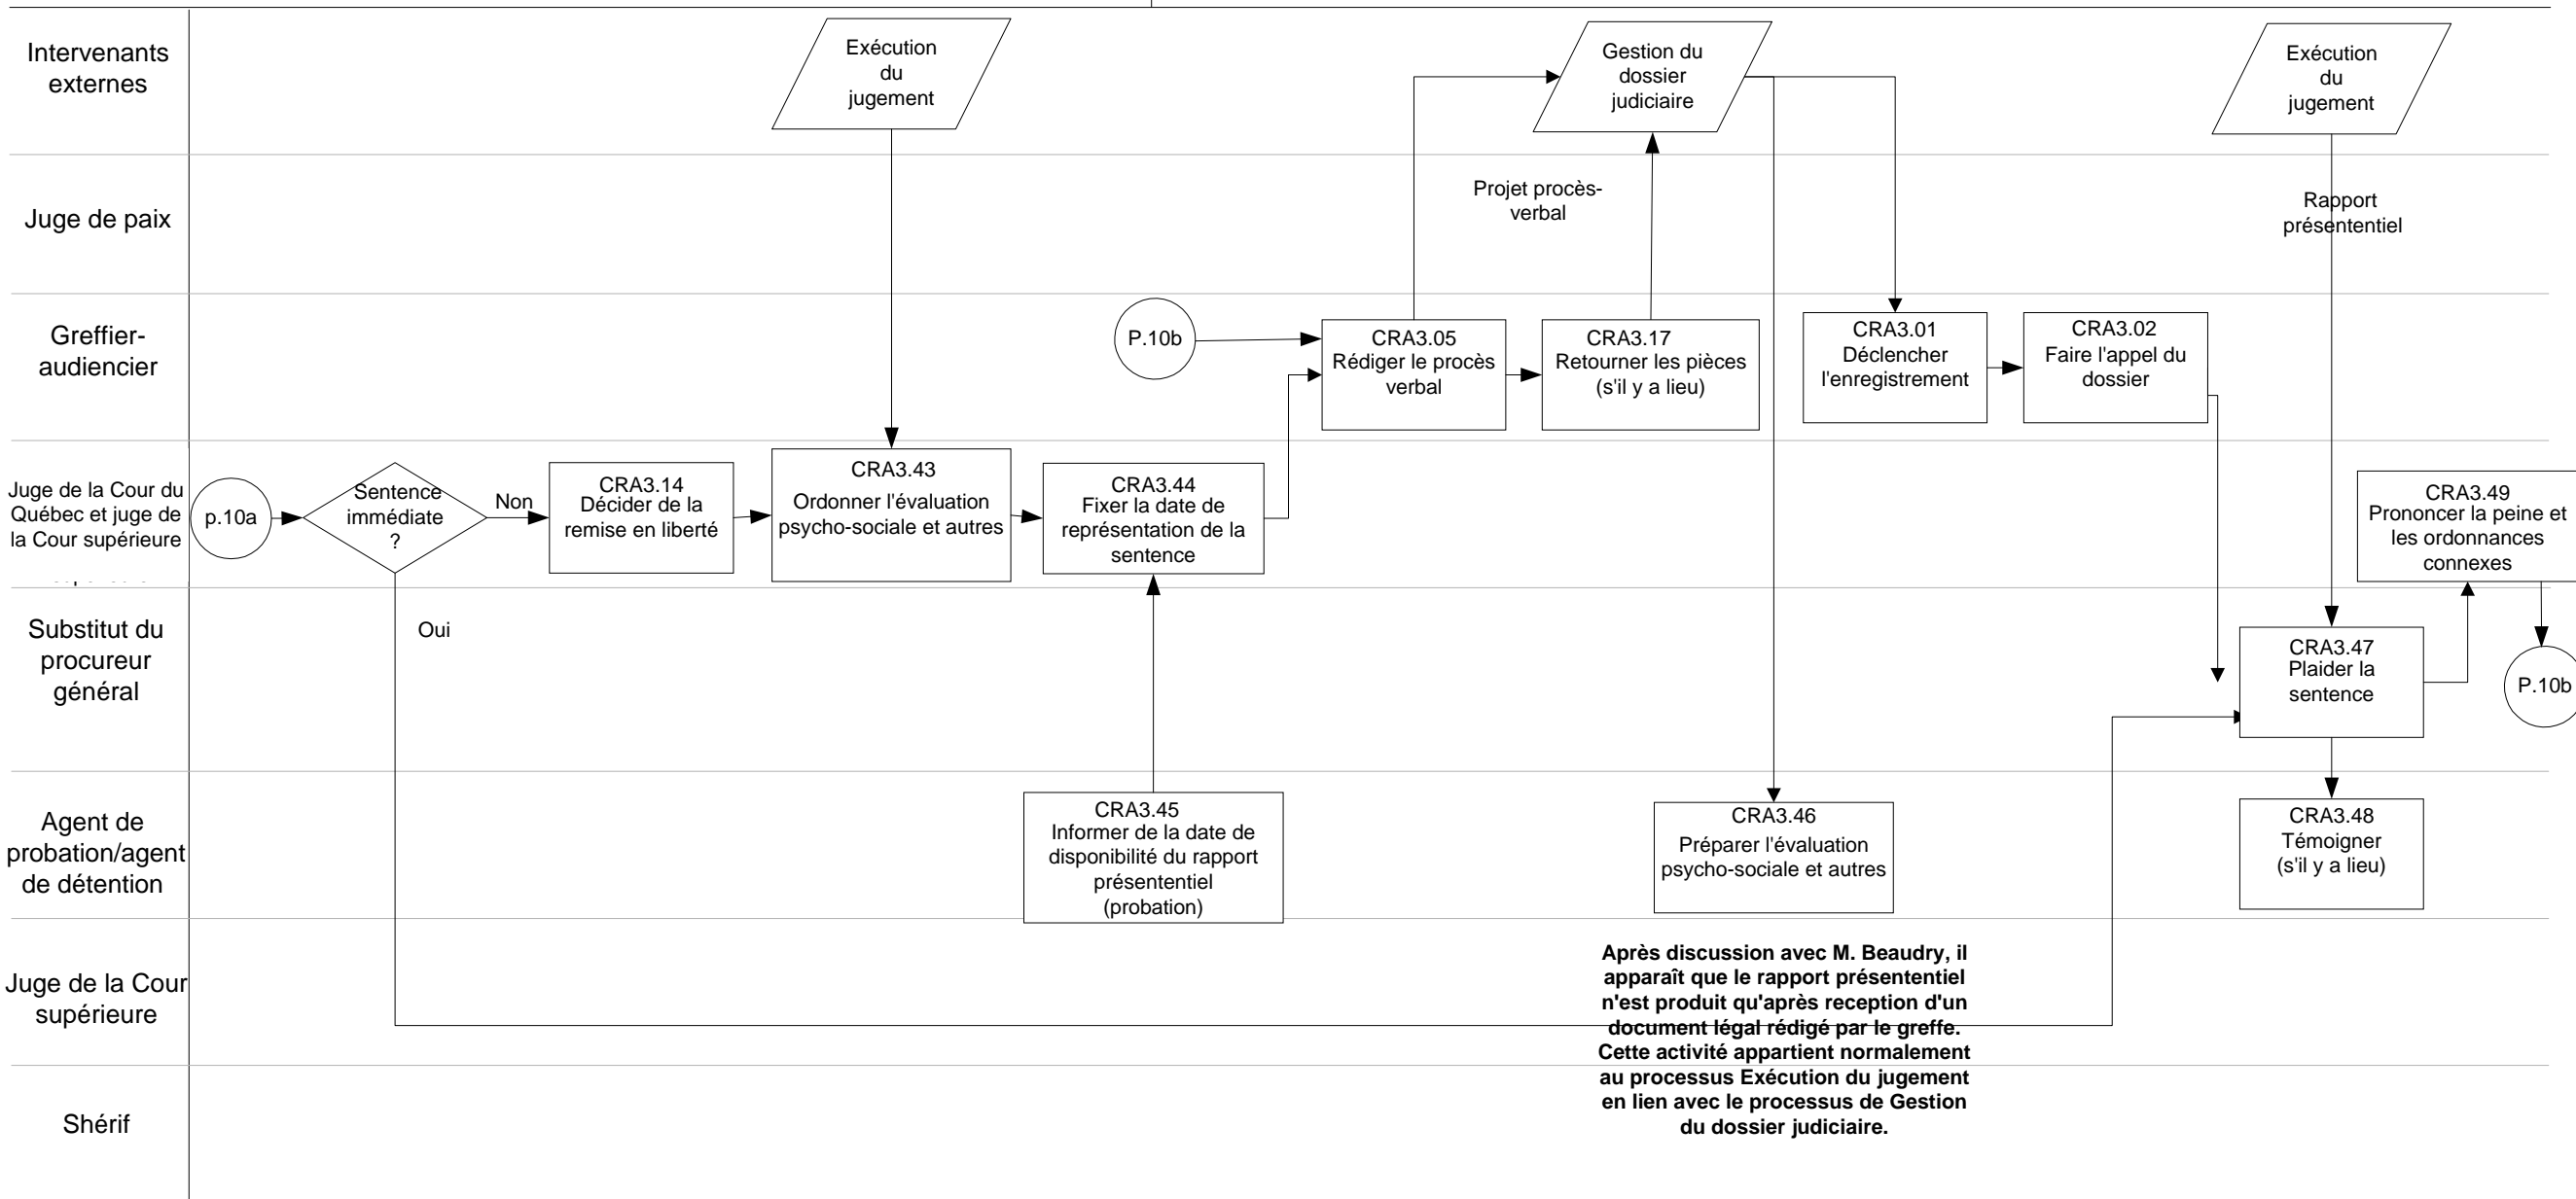 Intervenants
externes
Exécution
du
jugement
Gestion du
dossier
judiciaire
Exécution
du
jugement
Juge de paix
Projet procès-
verbal
Rapport
présententiel
Greffier-
audiencier
P.10b
CRA3.05
Rédiger le procès
verbal
CRA3.17
Retourner les pièces
(s'il y a lieu)
CRA3.01
Déclencher
l'enregistrement
CRA3.02
Faire l'appel du
dossier
Juge de la Cour du
Québec et juge de
la Cour supérieure
p.10a
Sentence
immédiate
?
Non
CRA3.14
Décider de la
remise en liberté
CRA3.43
Ordonner l'évaluation
psycho-sociale et autres
CRA3.44
Fixer la date de
représentation de la
sentence
CRA3.49
Prononcer la peine et
les ordonnances
connexes
Substitut du
procureur
général
Oui
CRA3.47
Plaider la
sentence
P.10b
Agent de
probation/agent
de détention
CRA3.45
Informer de la date de
disponibilité du rapport
présententiel
(probation)
CRA3.46
Préparer l'évaluation
psycho-sociale et autres
CRA3.48
Témoigner
(s'il y a lieu)
Juge de la Cour
supérieure
Après discussion avec M. Beaudry, il
apparaît que le rapport présententiel
n'est produit qu'après reception d'un
document légal rédigé par le greffe.
Cette activité appartient normalement
au processus Exécution du jugement
en lien avec le processus de Gestion
du dossier judiciaire.
Shérif